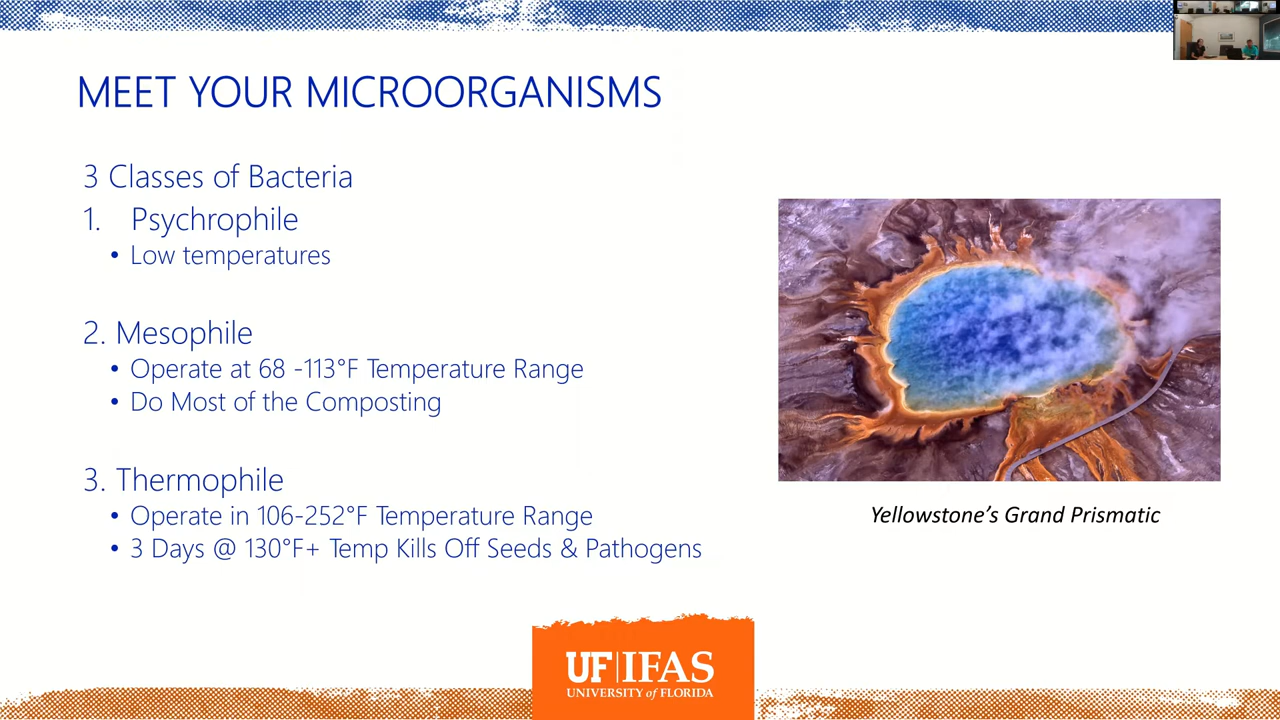 MEET YOUR MICROORGANISMS
3 Classes of Bacteria
1. Psychrophile
• Low temperatures
2. Mesophile
• Operate at 68 -113°F Temperature Range
• Do Most of the Composting
3. Thermophile
• Operate in 106-252°F Temperature Range
• 3 Days @ 130°F+ Temp Kills Off Seeds & Pathogens
Yellowstone's Grand Prismatic
UF|IFAS
UNIVERSITY of FLORIDA